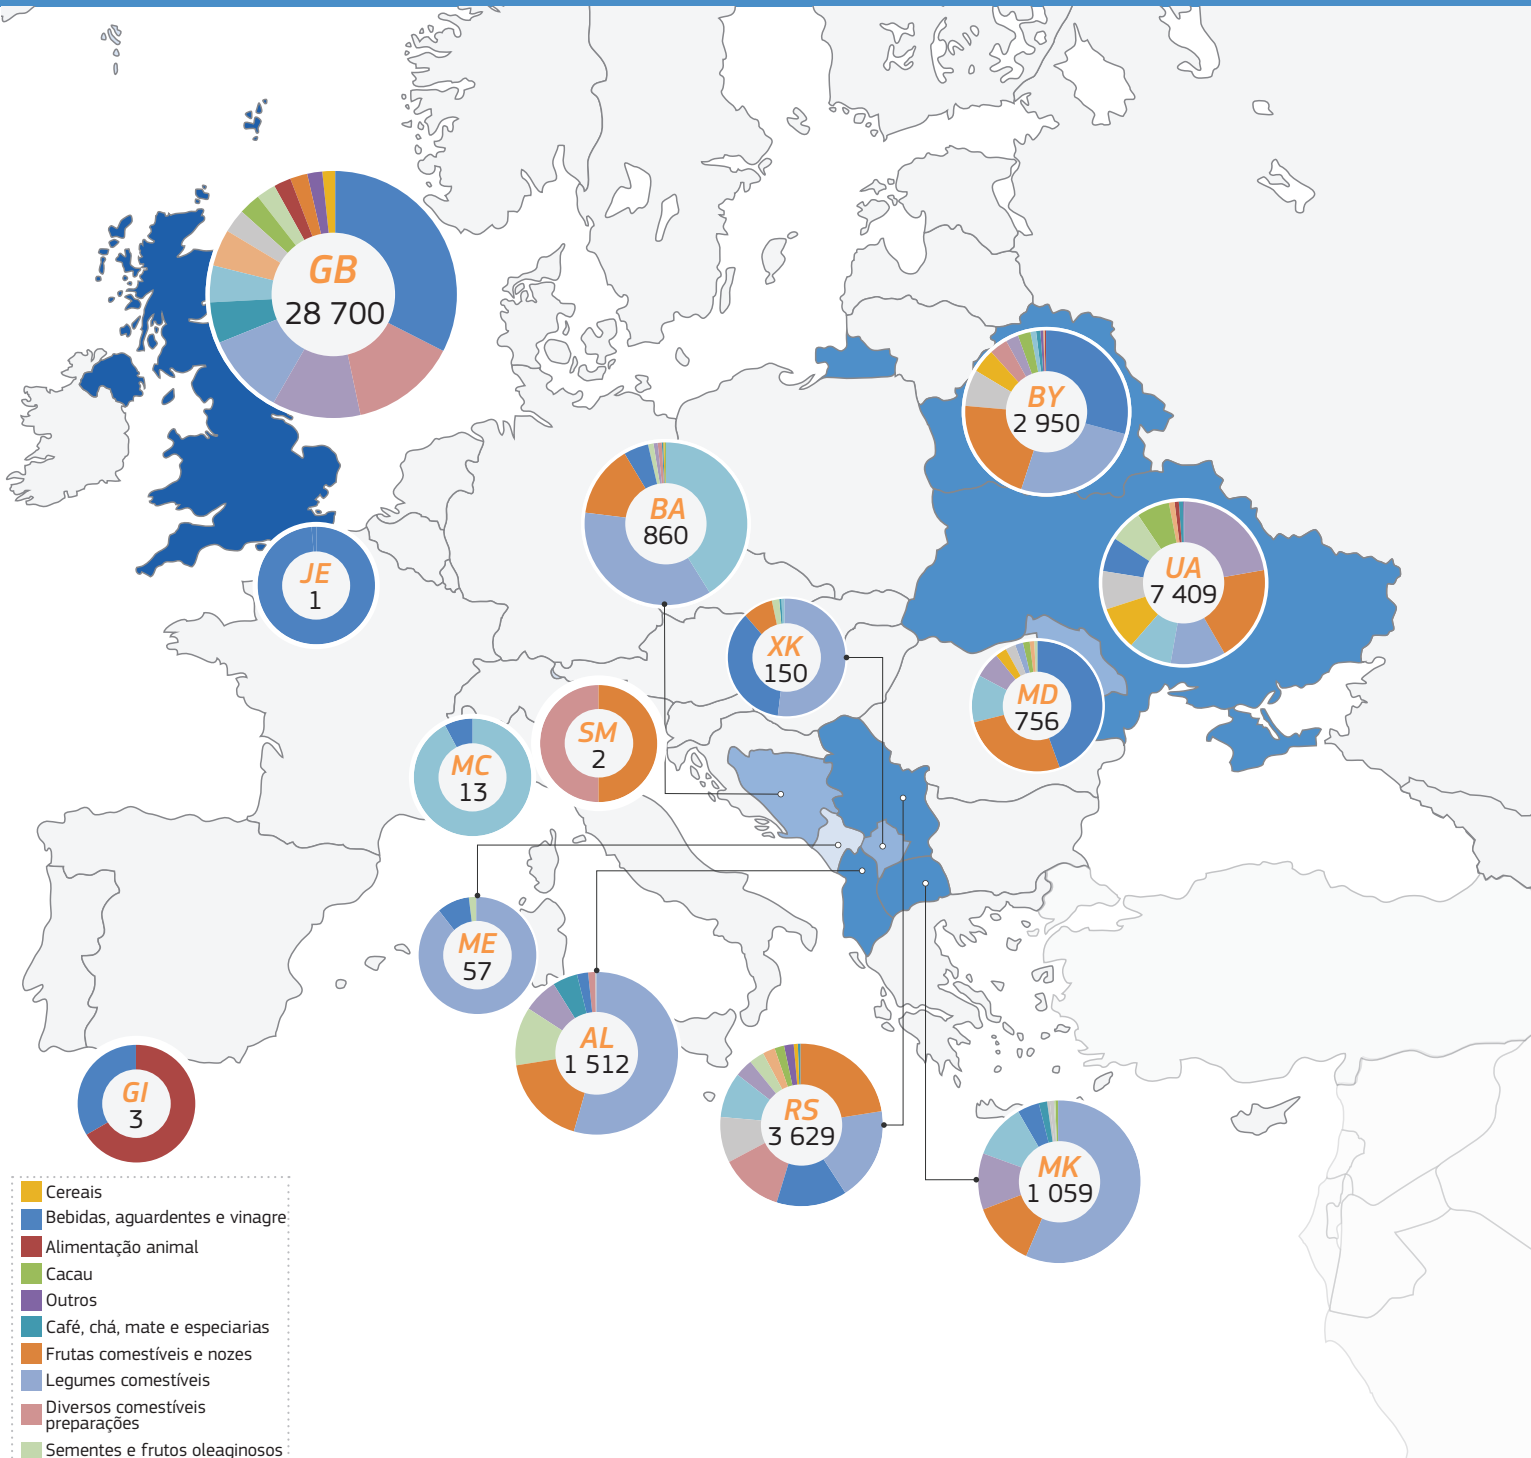 GB
28 700
BY
2 950
BA
860
UA
7 409
JE
1
XK
150
MD
756
SM
2
MC
13
ME
57
AL
1 512
GI
3
RS
3 629
MK
1 059
Cereais
Bebidas, aguardentes e vinagre
Alimentação animal
Cacau
Outros
Café, chá, mate e especiarias
Frutas comestíveis e nozes
Legumes comestíveis
Diversos comestíveis
preparações
Sementes e frutos oleaginosos